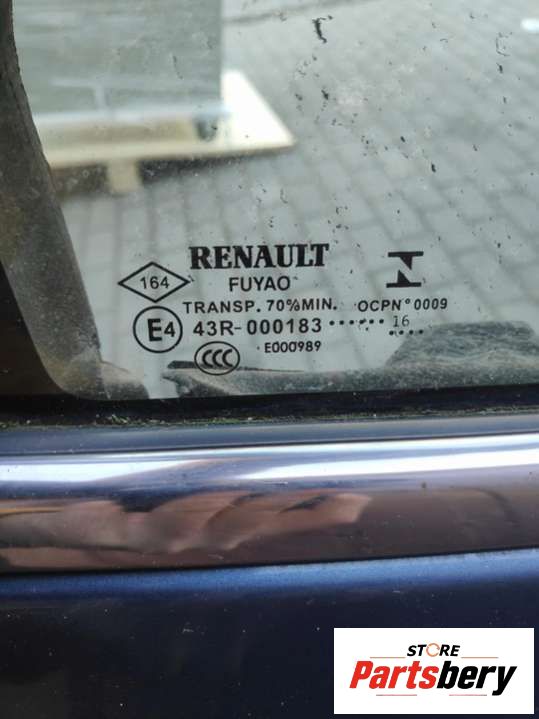 RENAULT
164
FUYAO
TRANSP. 70%MIN. OCPN°0009
E4 43R-000183 ······ 16 ··
CCC E000989
STORE
Partsbery